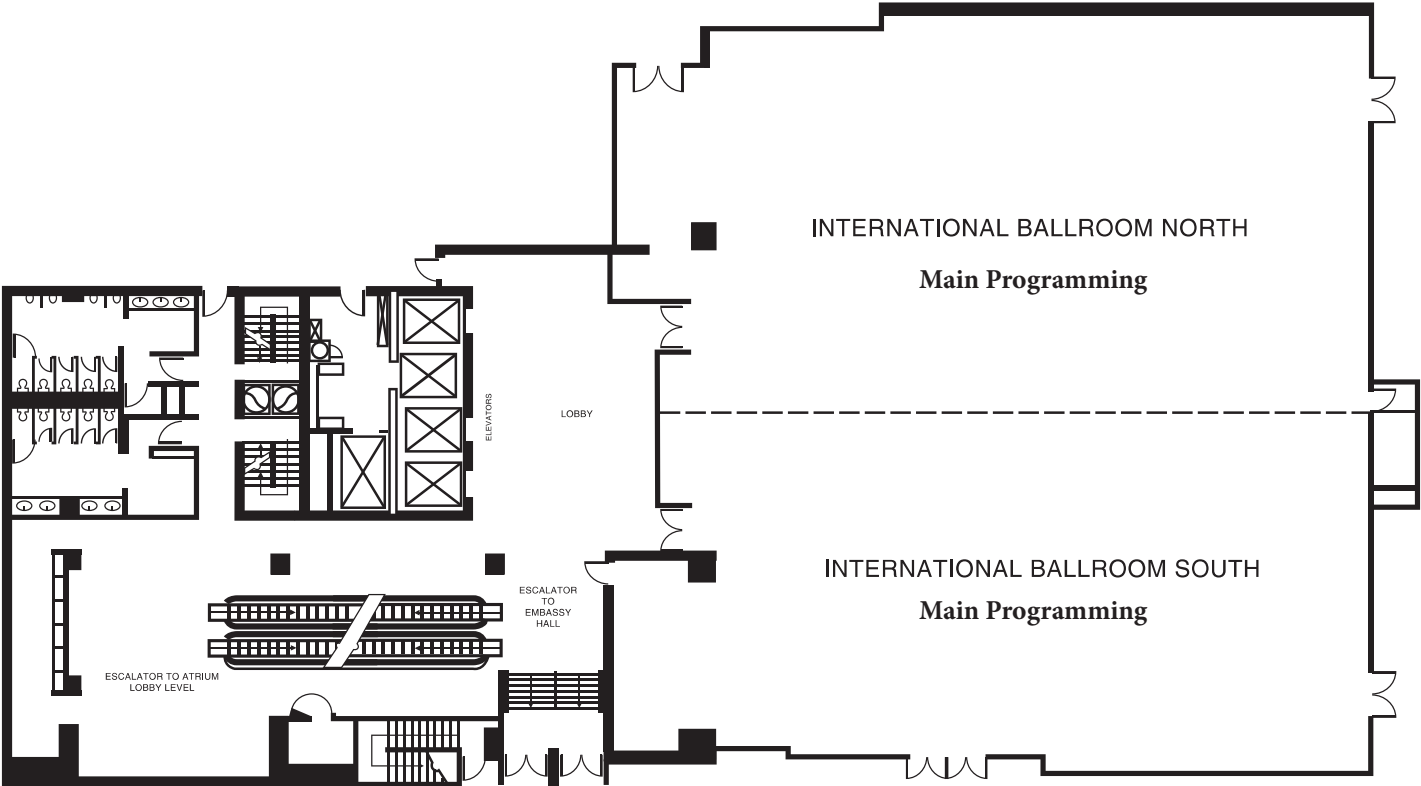 INTERNATIONAL BALLROOM NORTH
Main Programming
ELEVATORS
LOBBY
INTERNATIONAL BALLROOM SOUTH
Main Programming
ESCALATOR
TO
EMBASSY
HALL
ESCALATOR TO ATRIUM
LOBBY LEVEL